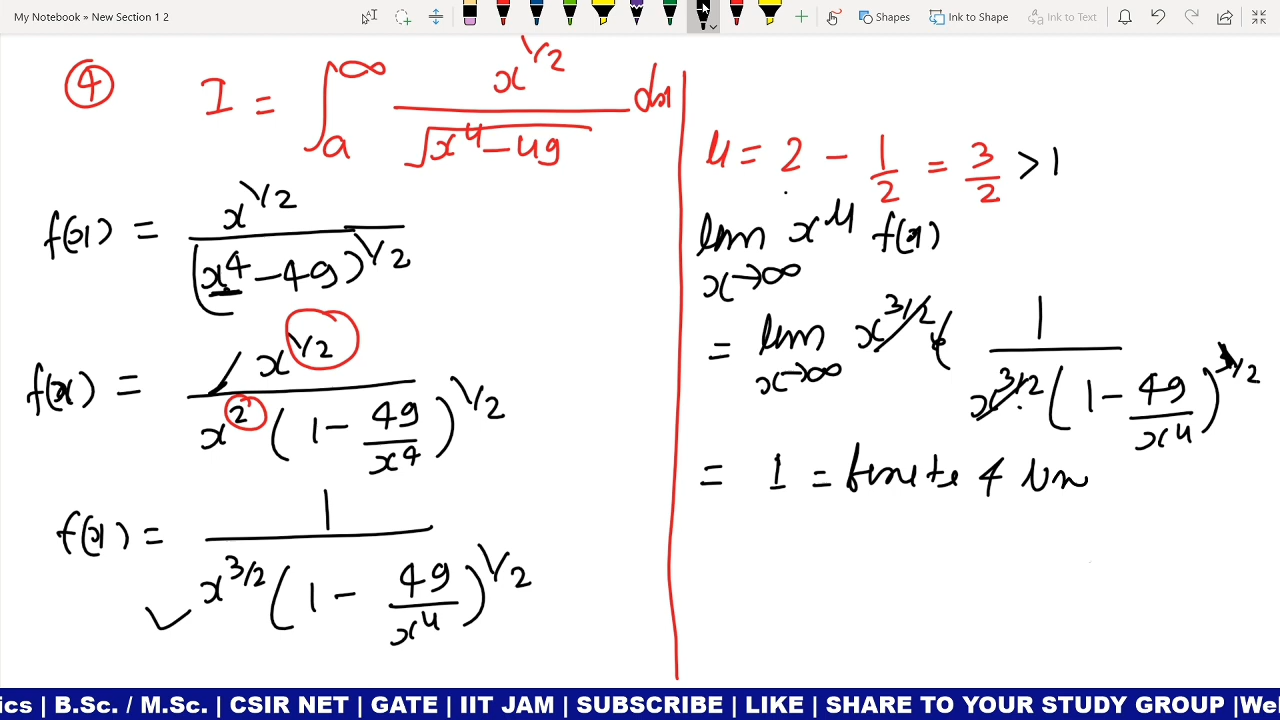 My Notebook » New Section 1 2
Shapes
Ink to Shape
Ink to Text
④ I = ∫ₐ^∞ x^1/2 / √(x^4-49) dx
f(x) = x^1/2 / (x^4 - 49)^1/2
f(x) = x^1/2 / x^2 (1 - 49/x^4)^1/2
f(x) = 1 / x^3/2 (1 - 49/x^4)^1/2
μ = 2 - 1/2 = 3/2 > 1
lim x→∞ x^μ f(x)
= lim x→∞ x^3/2 ( 1 / x^3/2 (1 - 49/x^4)^1/2
= 1 = finite & non
ics | B.Sc. / M.Sc. | CSIR NET | GATE | IIT JAM | SUBSCRIBE | LIKE | SHARE TO YOUR STUDY GROUP |Wel